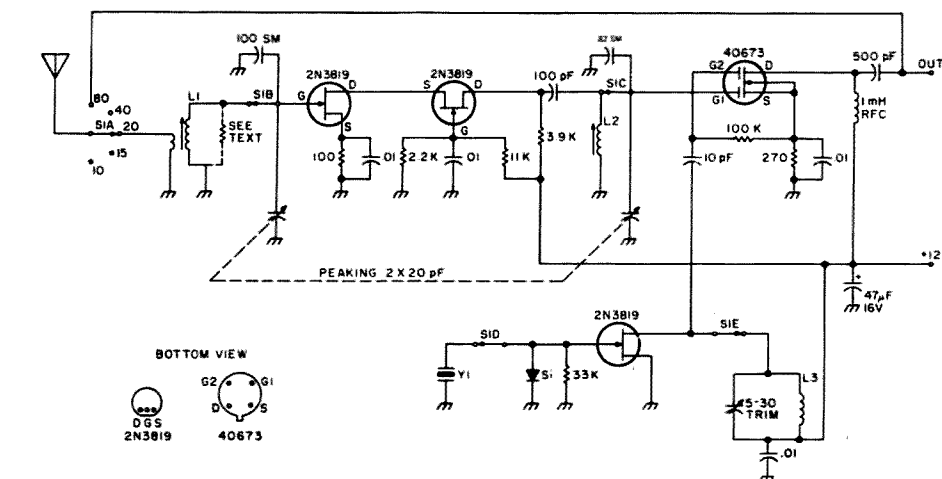 100 SM
.82 SM
40673
500 pF
OUT
2N3819
2N3819
100 pF
G2
D
G1
S
80
40
S1A
20
15
10
L1
S1B
G
D
S
S
D
G
S1C
1 mH
RFC
SEE
TEXT
3.9 K
L2
100 K
100
.01
2.2K
.01
11K
10 pF
270
.01
PEAKING 2 X 20 pF
+12
+
47µF
16V
2N3819
S1D
S1E
BOTTOM VIEW
Y1
Si
33K
L3
5-30
TRIM
G2
G1
D
S
D G S
2N3819
40673
.01